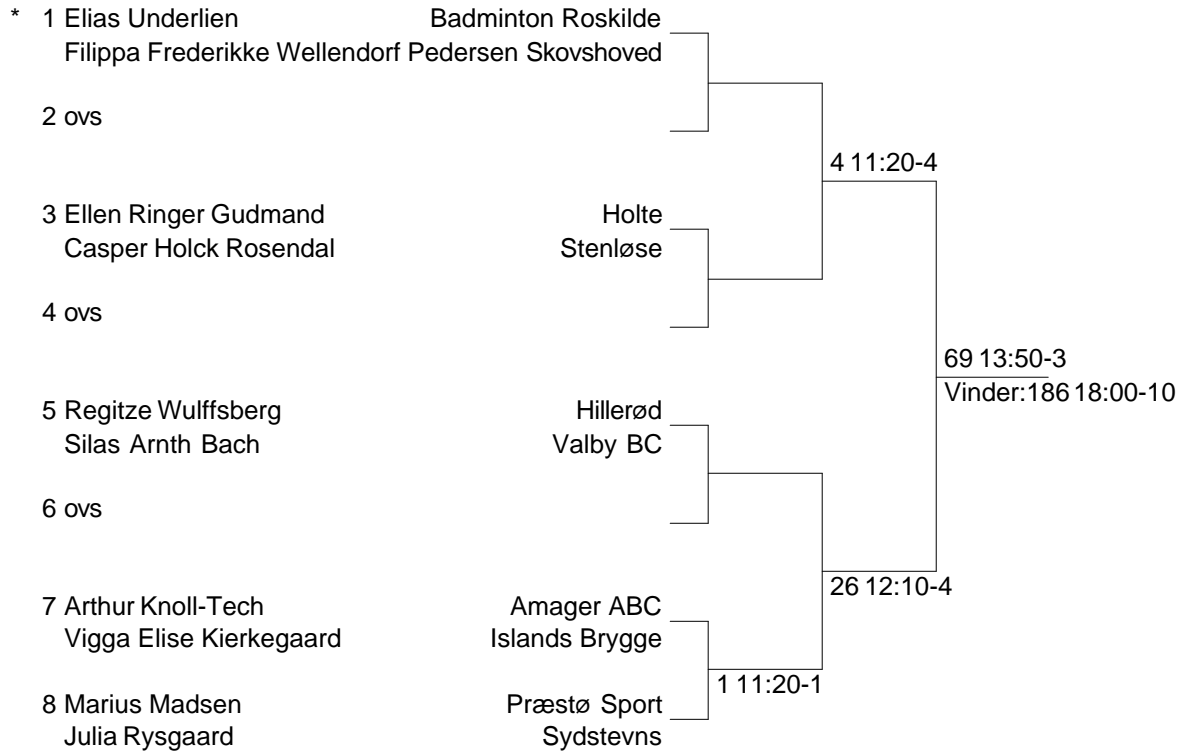 * 1 Elias Underlien Badminton Roskilde
Filippa Frederikke Wellendorf Pedersen Skovshoved
2 ovs
4 11:20-4
3 Ellen Ringer Gudmand Holte
Casper Holck Rosendal Stenløse
4 ovs
69 13:50-3
Vinder:186 18:00-10
5 Regitze Wulffsberg Hillerød
Silas Arnth Bach Valby BC
6 ovs
26 12:10-4
7 Arthur Knoll-Tech Amager ABC
Vigga Elise Kierkegaard Islands Brygge
1 11:20-1
8 Marius Madsen Præstø Sport
Julia Rysgaard Sydstevns